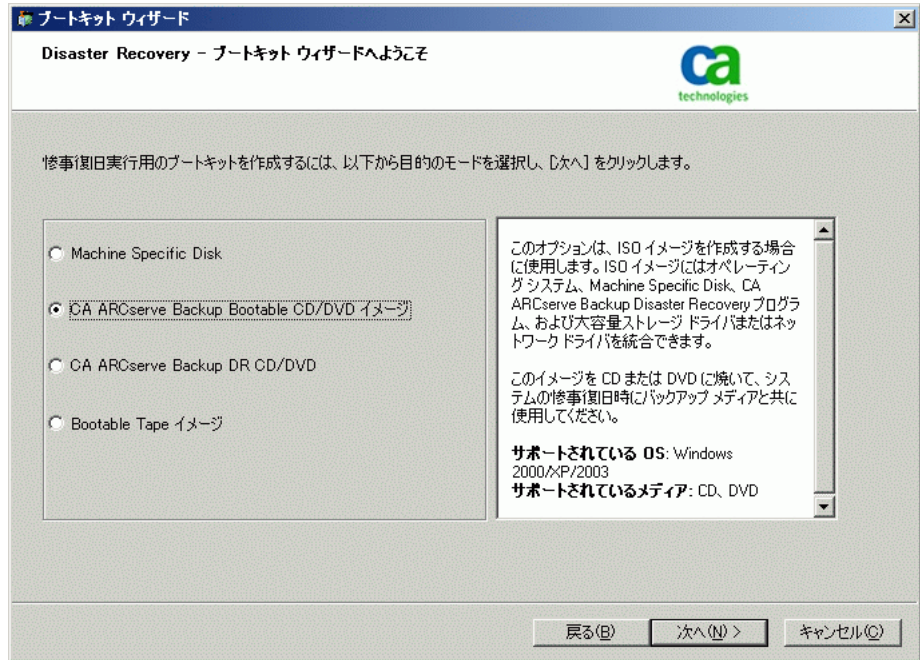 ブートキット ウィザード
Disaster Recovery - ブートキット ウィザードへようこそ
ca
technologies
惨事復旧実行用のブートキットを作成するには、以下から目的のモードを選択し、[次へ] をクリックします。
Machine Specific Disk
CA ARCserve Backup Bootable CD/DVD イメージ
CA ARCserve Backup DR CD/DVD
Bootable Tape イメージ
このオプションは、ISO イメージを作成する場合
に使用します。ISO イメージにはオペレーティン
グ システム、Machine Specific Disk、CA
ARCserve Backup Disaster Recovery プログラ
ム、および大容量ストレージ ドライバまたはネッ
トワーク ドライバを統合できます。
このイメージを CD または DVD に焼いて、シス
テムの惨事復旧時にバックアップ メディアと共に
使用してください。
サポートされている OS: Windows
2000/XP/2003
サポートされているメディア: CD、DVD
戻る(B)
次へ(N) >
キャンセル(C)